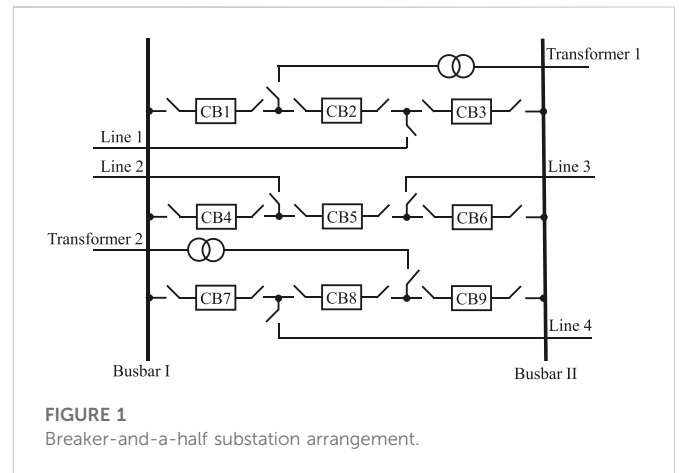 Transformer 1
CB1
CB2
CB3
Line 1
Line 2
Line 3
CB4
CB5
CB6
Transformer 2
CB7
CB8
CB9
Line 4
Busbar I
Busbar II
FIGURE 1
Breaker-and-a-half substation arrangement.